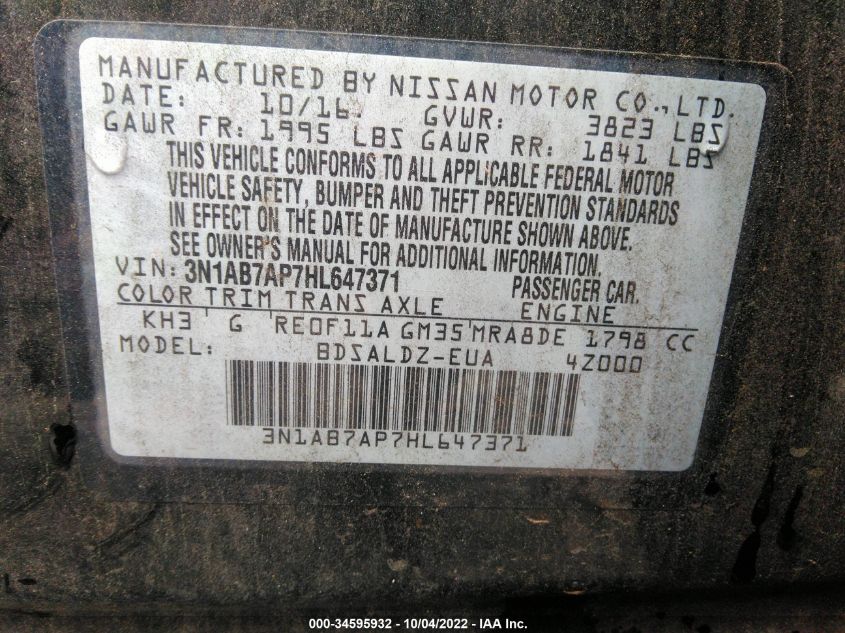 MANUFACTURED BY NISSAN MOTOR CO., LTD.
DATE: 10/16. GVWR: 3823 LBS
GAWR FR: 1995 LBS GAWR RR: 1841 LBS
THIS VEHICLE CONFORMS TO ALL APPLICABLE FEDERAL MOTOR
VEHICLE SAFETY, BUMPER AND THEFT PREVENTION STANDARDS
IN EFFECT ON THE DATE OF MANUFACTURE SHOWN ABOVE.
SEE OWNER'S MANUAL FOR ADDITIONAL INFORMATION.
VIN: 3N1AB7AP7HL647371 PASSENGER CAR.
COLOR TRIM TRANS AXLE ENGINE
KH3 G RE0F11A GM35 MRA8DE 1798 CC
MODEL: BDSALDZ-EUA 4Z000
3N1AB7AP7HL647371
000-34595932 - 10/04/2022 - IAA Inc.